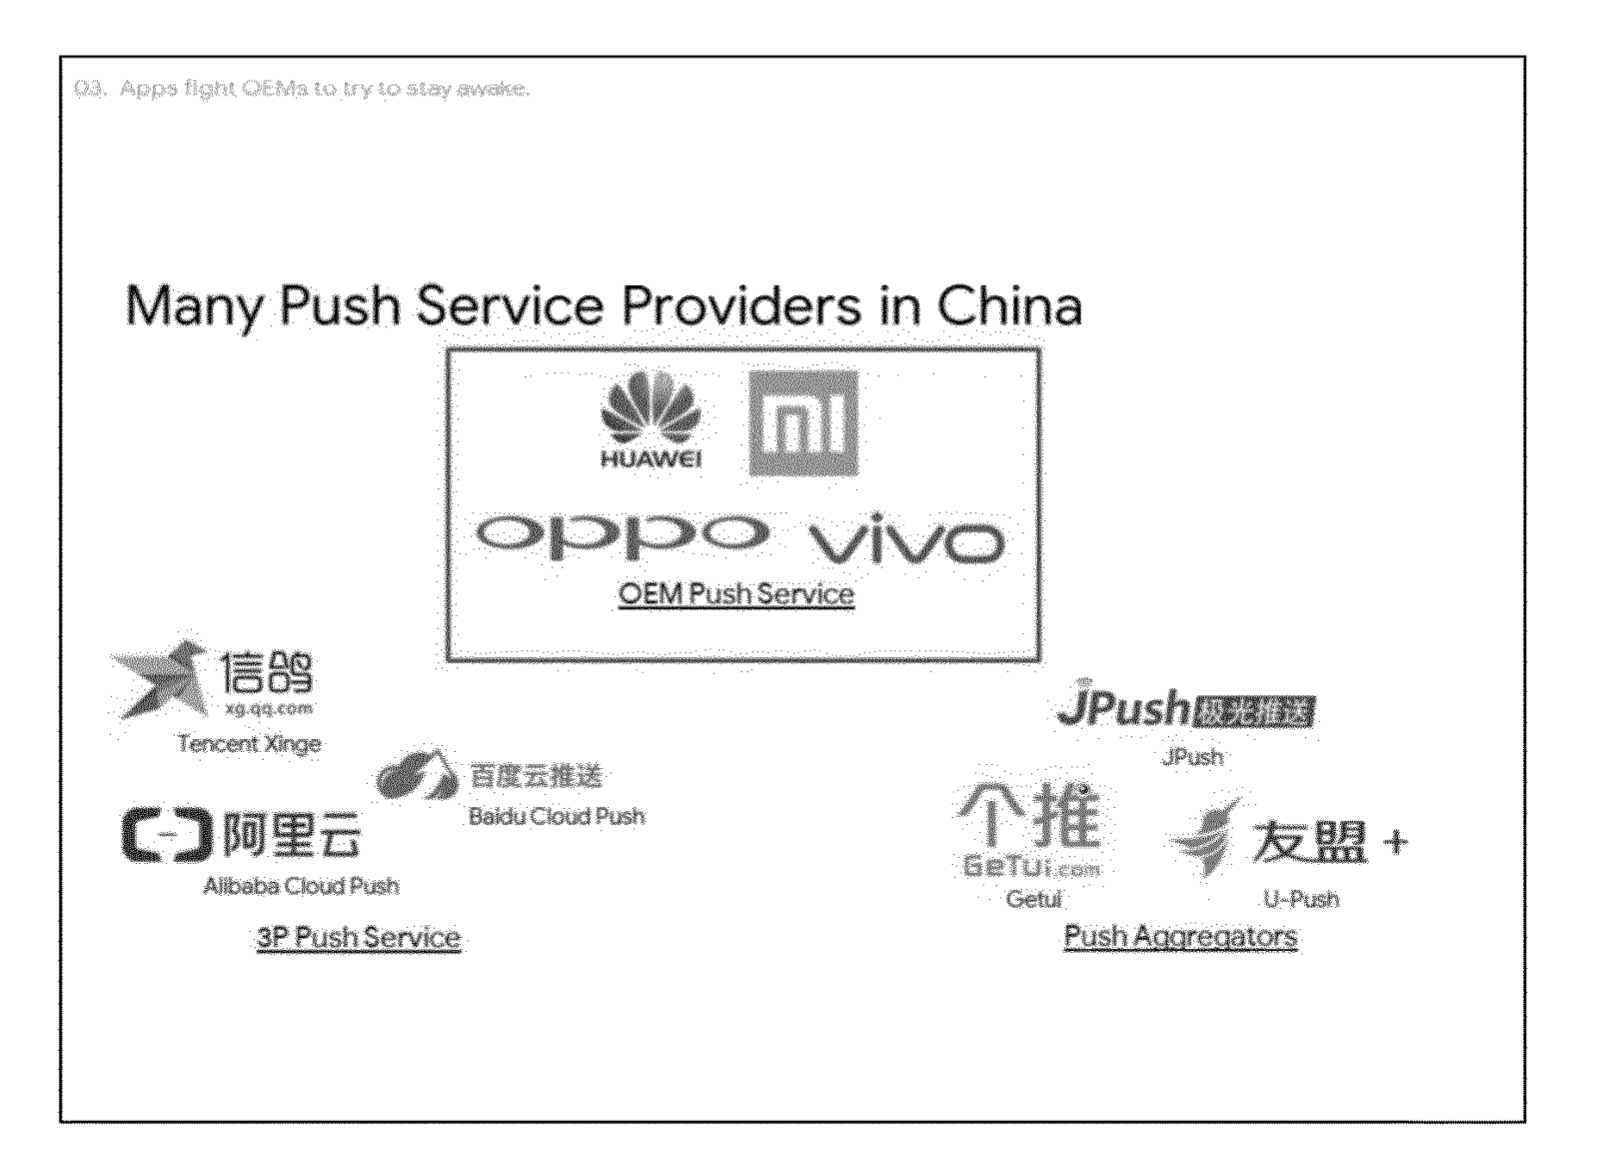 03. Apps fight OEMs to try to stay awake.
Many Push Service Providers in China
HUAWEI
mi
oppo vivo
OEM Push Service
信鸽
xg.qq.com
Tencent Xinge
百度云推送
Baidu Cloud Push
阿里云
Alibaba Cloud Push
3P Push Service
JPush极光推送
JPush
个推
GeTui.com
Getui
友盟+
U-Push
Push Aggregators